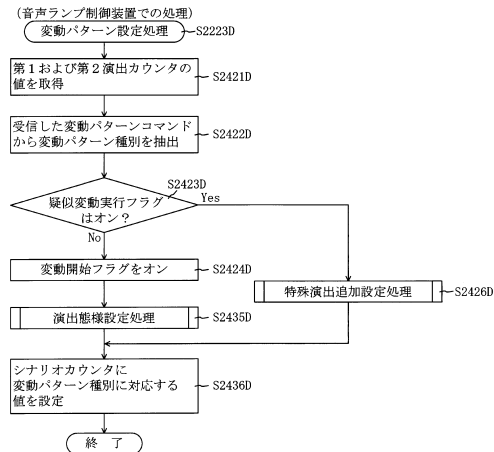 (音声ランプ制御装置での処理)
変動パターン設定処理
S2223D
第1および第2演出カウンタの
値を取得
S2421D
受信した変動パターンコマンド
から変動パターン種別を抽出
S2422D
S2423D
疑似変動実行フラグ
はオン?
Yes
No
変動開始フラグをオン
S2424D
特殊演出追加設定処理
S2426D
演出態様設定処理
S2435D
シナリオカウンタに
変動パターン種別に対応する
値を設定
S2436D
終 了